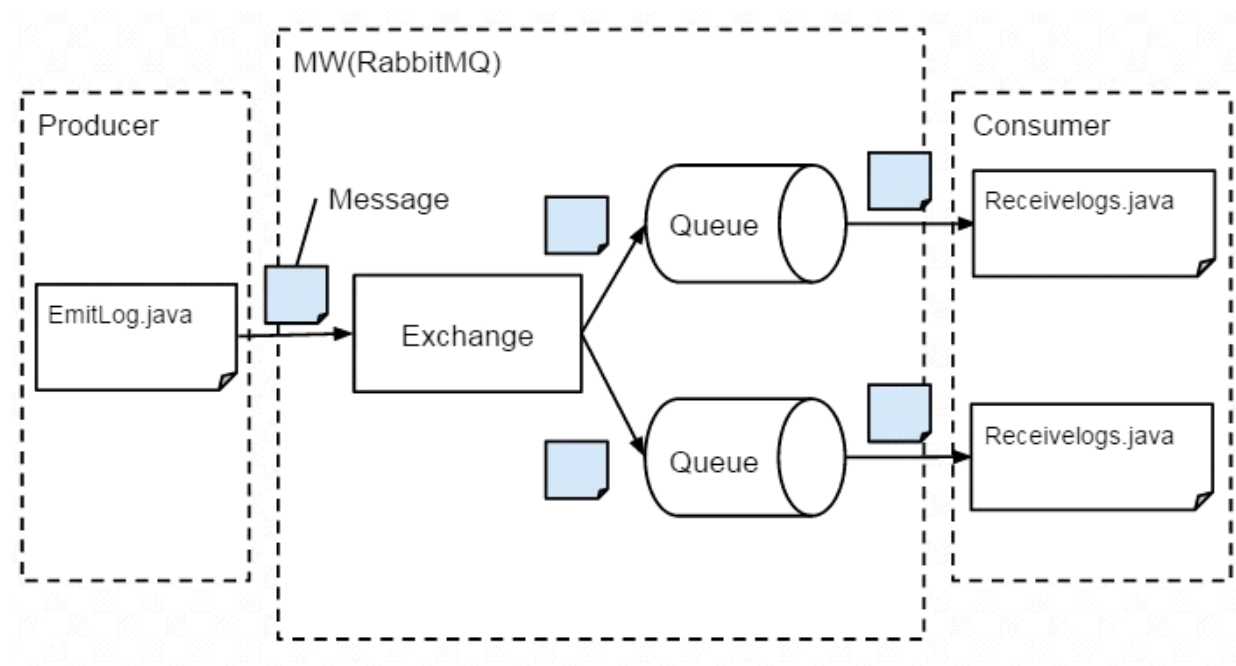 MW(RabbitMQ)
Producer
Consumer
Message
Receivelogs.java
Queue
EmitLog.java
Exchange
Receivelogs.java
Queue